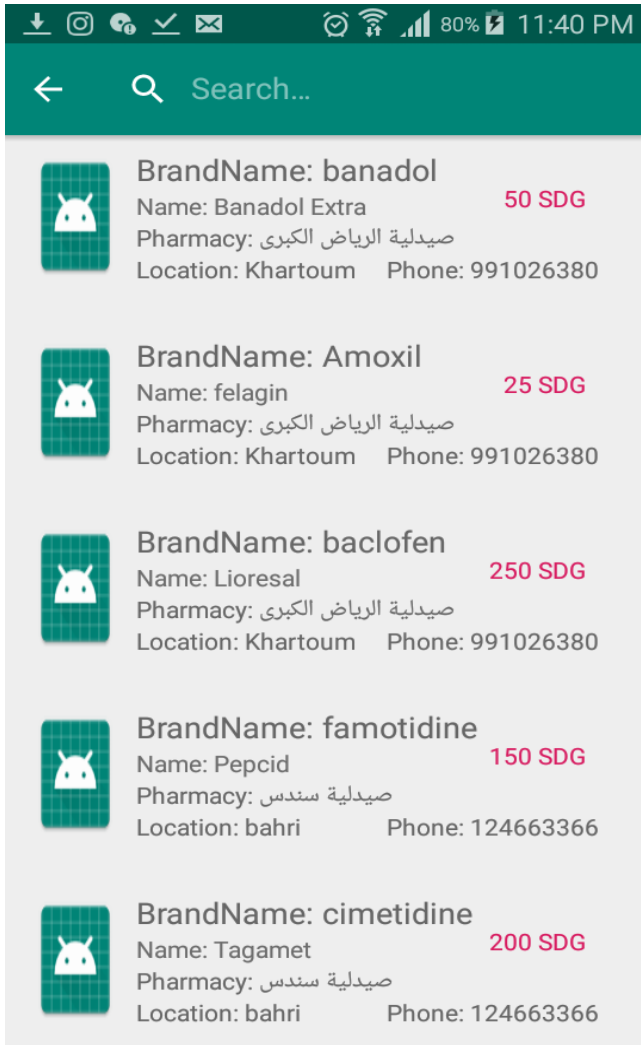 80% 11:40 PM
Search...
BrandName: banadol
50 SDG
Name: Banadol Extra
Pharmacy: صيدلية الرياض الكبرى
Location: Khartoum Phone: 991026380
BrandName: Amoxil
25 SDG
Name: felagin
Pharmacy: صيدلية الرياض الكبرى
Location: Khartoum Phone: 991026380
BrandName: baclofen
250 SDG
Name: Lioresal
Pharmacy: صيدلية الرياض الكبرى
Location: Khartoum Phone: 991026380
BrandName: famotidine
150 SDG
Name: Pepcid
Pharmacy: صيدلية سندس
Location: bahri Phone: 124663366
BrandName: cimetidine
200 SDG
Name: Tagamet
Pharmacy: صيدلية سندس
Location: bahri Phone: 124663366